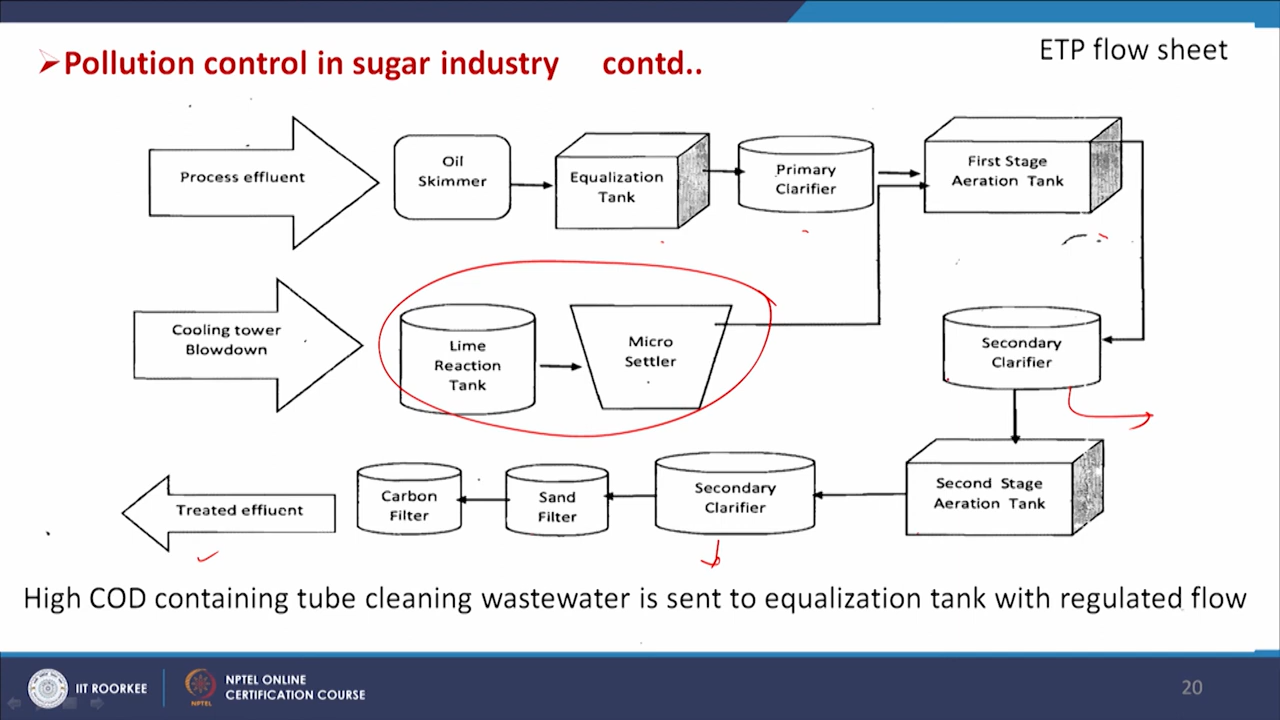 ➢Pollution control in sugar industry contd..
ETP flow sheet
Process effluent
Oil
Skimmer
Equalization
Tank
Primary
Clarifier
First Stage
Aeration Tank
Cooling tower
Blowdown
Lime
Reaction
Tank
Micro
Settler
Secondary
Clarifier
Treated effluent
Carbon
Filter
Sand
Filter
Secondary
Clarifier
Second Stage
Aeration Tank
High COD containing tube cleaning wastewater is sent to equalization tank with regulated flow
IIT ROORKEE
NPTEL
NPTEL ONLINE
CERTIFICATION COURSE
20